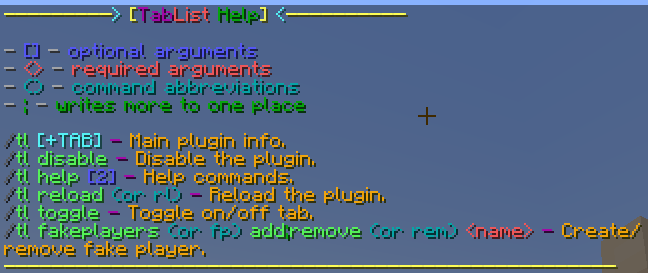 ──────────> [TabList Help] <──────────
- [] - optional arguments
- <> - required arguments
- () - command abbreviations
- ; - writes more to one place
/tl [+TAB] - Main plugin info.
/tl disable - Disable the plugin.
/tl help [2] - Help commands.
/tl reload (or rl) - Reload the plugin.
/tl toggle - Toggle on/off tab.
/tl fakeplayers (or fp) add;remove (or rem) <name> - Create/
remove fake player.